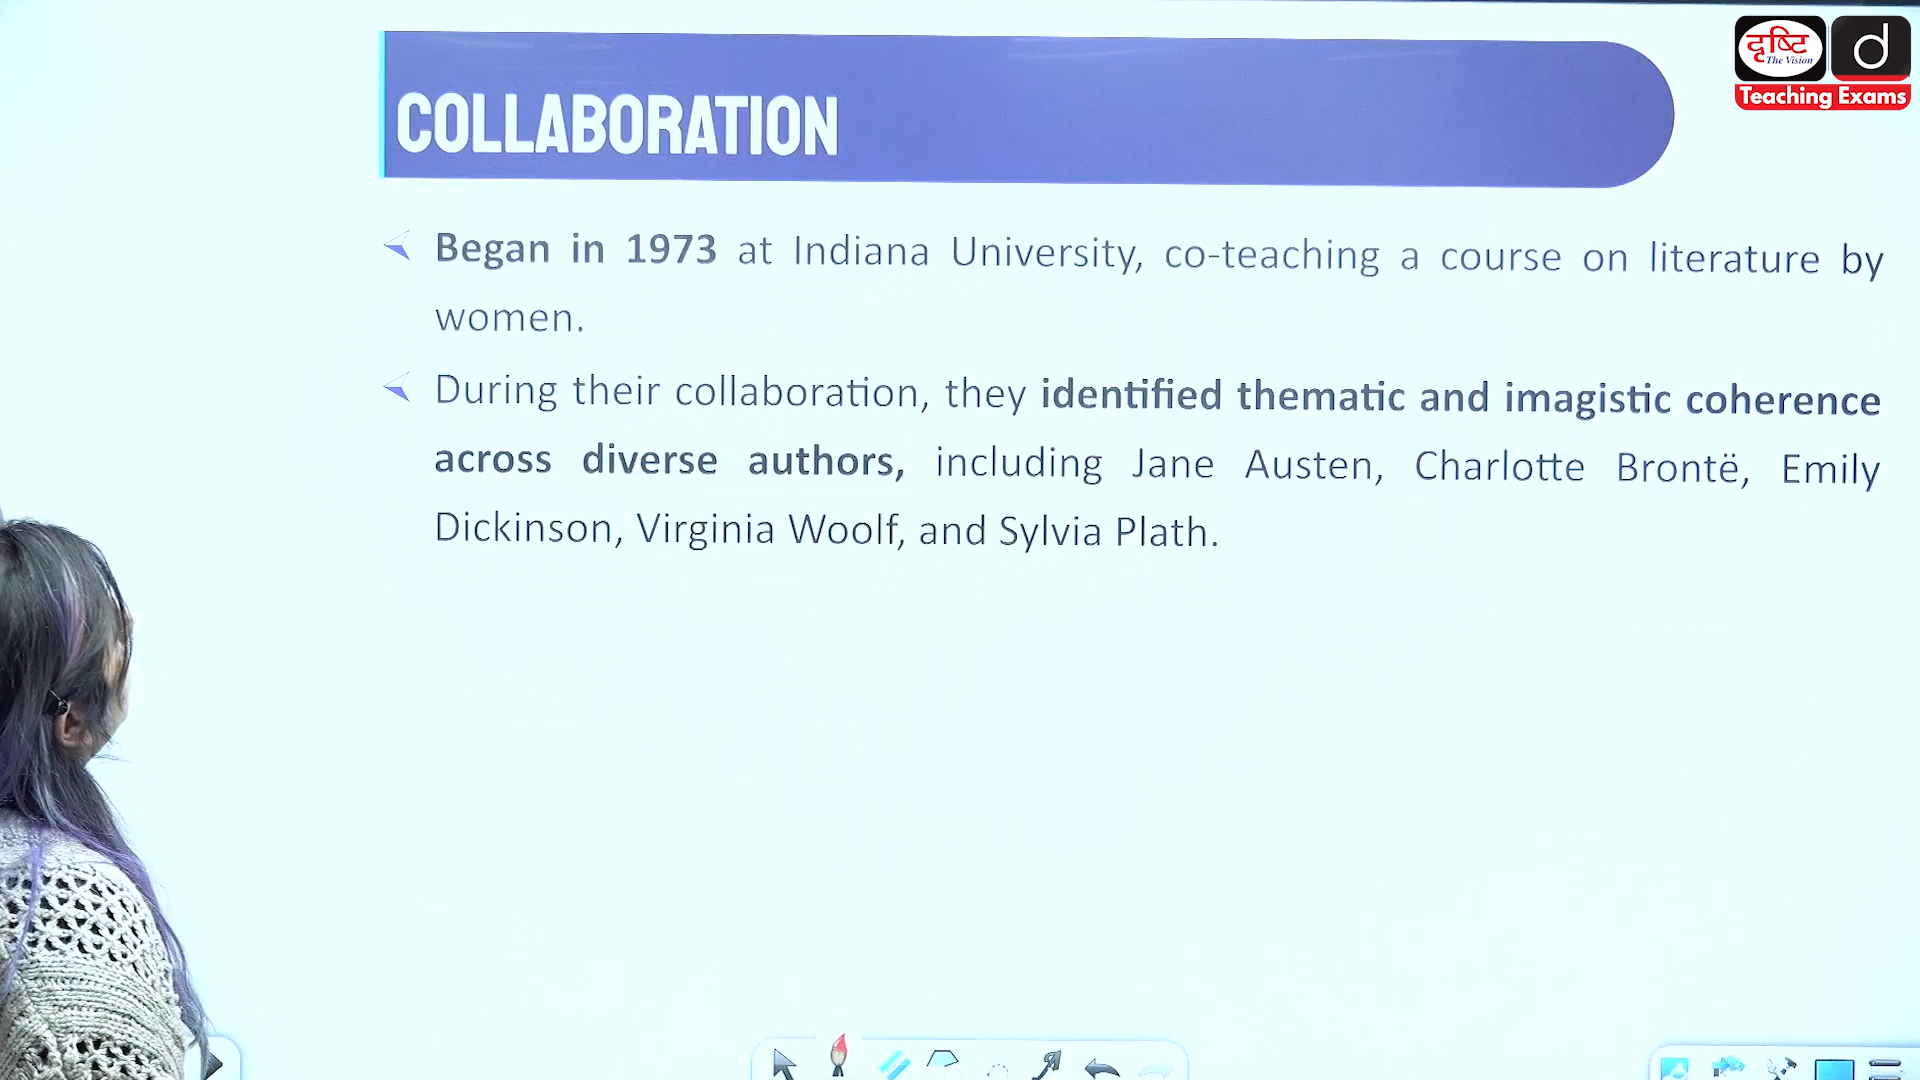 दृष्टि
The Vision
d
Teaching Exams
COLLABORATION
Began in 1973 at Indiana University, co-teaching a course on literature by
women.
During their collaboration, they identified thematic and imagistic coherence
across diverse authors, including Jane Austen, Charlotte Brontë, Emily
Dickinson, Virginia Woolf, and Sylvia Plath.